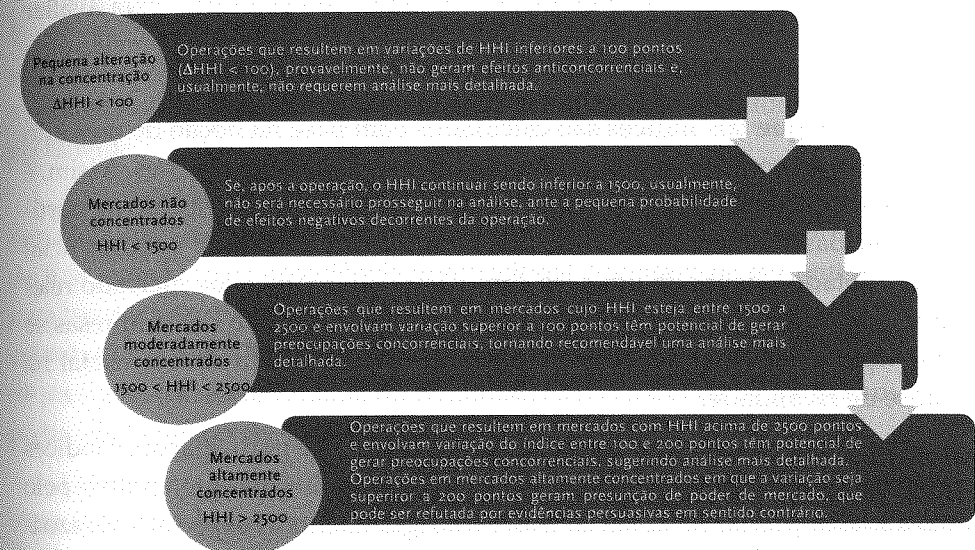 Pequena alteração
na concentração
ΔHHI < 100
Operações que resultem em variações de HHI inferiores a 100 pontos
(ΔHHI < 100), provavelmente, não geram efeitos anticoncorrenciais e,
usualmente, não requerem análise mais detalhada.
Mercados não
concentrados
HHI < 1500
Se, após a operação, o HHI continuar sendo inferior a 1500, usualmente,
não será necessário prosseguir na análise, ante a pequena probabilidade
de efeitos negativos decorrentes da operação.
Mercados
moderadamente
concentrados
1500 < HHI < 2500
Operações que resultem em mercados cujo HHI esteja entre 1500 a
2500 e envolvam variação superior a 100 pontos têm potencial de gerar
preocupações concorrenciais, tornando recomendável uma análise mais
detalhada.
Mercados
altamente
concentrados
HHI > 2500
Operações que resultem em mercados com HHI acima de 2500 pontos
e envolvam variação do índice entre 100 e 200 pontos têm potencial de
gerar preocupações concorrenciais, sugerindo análise mais detalhada.
Operações em mercados altamente concentrados em que a variação seja
superiror a 200 pontos geram presunção de poder de mercado, que
pode ser refutada por evidências persuasivas em sentido contrário.